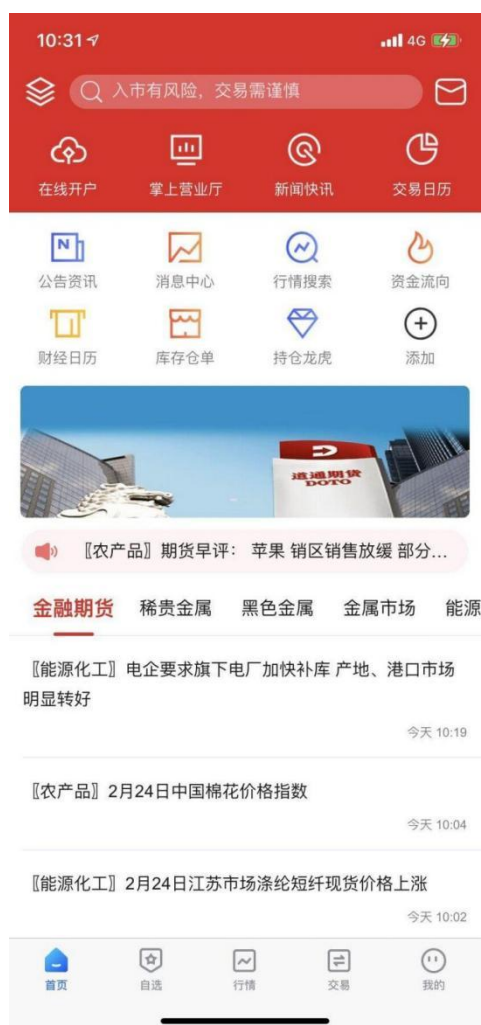 10:31
4G
入市有风险，交易需谨慎
在线开户 掌上营业厅 新闻快讯 交易日历
公告资讯 消息中心 行情搜索 资金流向
财经日历 库存仓单 持仓龙虎 添加
道通期货
DOTO
〖农产品〗期货早评： 苹果 销区销售放缓 部分...
金融期货 稀贵金属 黑色金属 金属市场 能源
〖能源化工〗电企要求旗下电厂加快补库 产地、港口市场
明显转好
今天 10:19
〖农产品〗2月24日中国棉花价格指数
今天 10:04
〖能源化工〗2月24日江苏市场涤纶短纤现货价格上涨
今天 10:02
首页 自选 行情 交易 我的